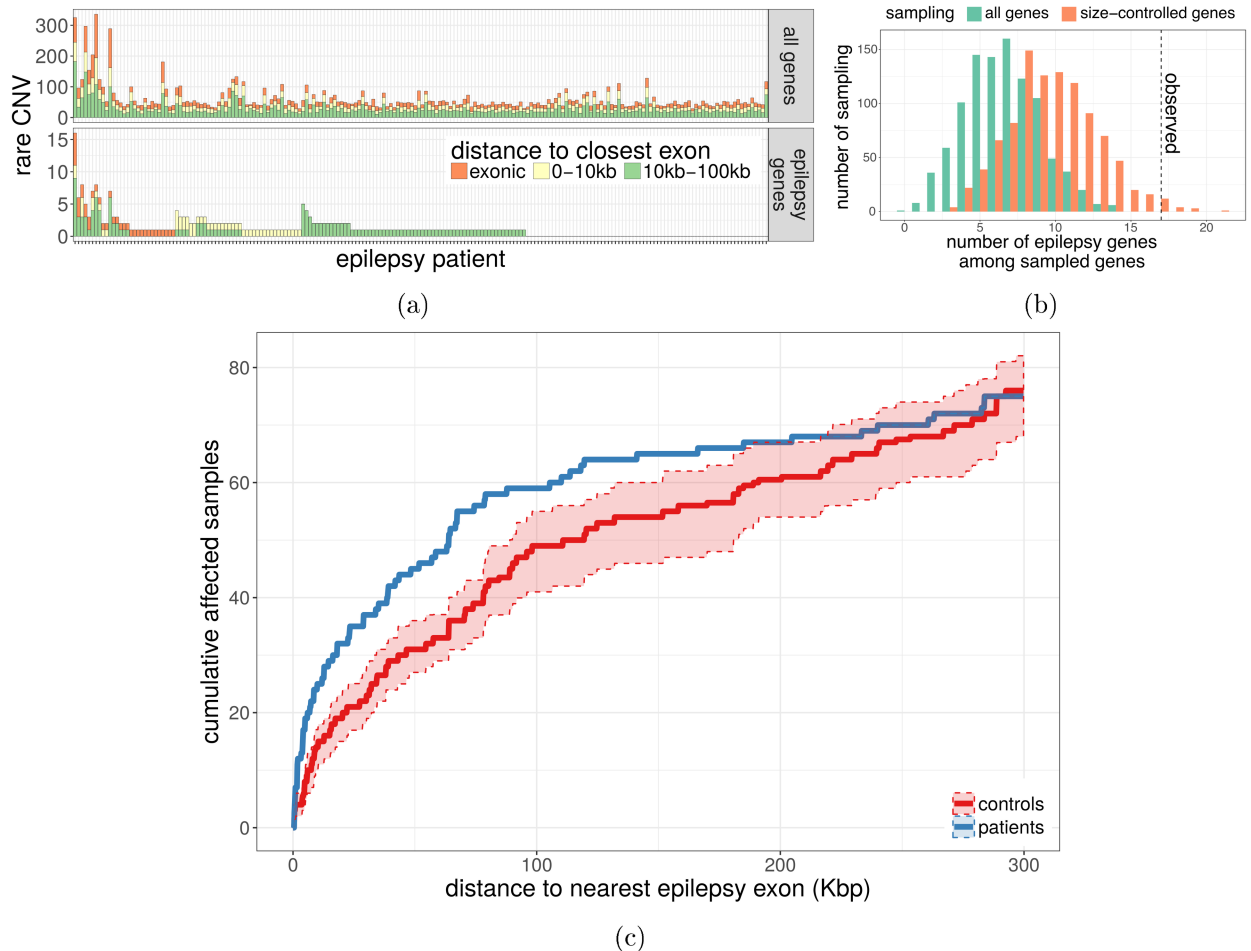 rare CNV
300
200
100
0
all genes
15
10
5
0
epilepsy genes
distance to closest exon
exonic 0−10kb 10kb−100kb
epilepsy patient
(a)
sampling all genes size−controlled genes
number of sampling
150
100
50
0
observed
0 5 10 15 20
number of epilepsy genes
among sampled genes
(b)
cumulative affected samples
80
60
40
20
0
controls
patients
0 100 200 300
distance to nearest epilepsy exon (Kbp)
(c)